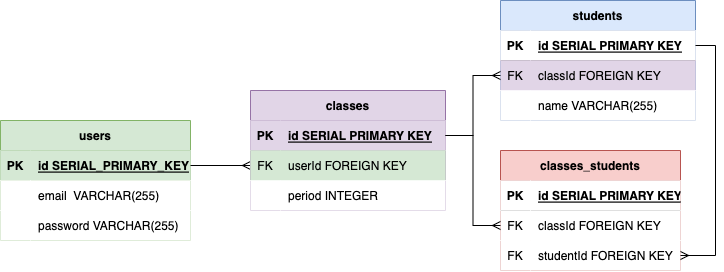 users
PK id SERIAL_PRIMARY_KEY
email VARCHAR(255)
password VARCHAR(255)
classes
PK id SERIAL PRIMARY KEY
FK userId FOREIGN KEY
period INTEGER
students
PK id SERIAL PRIMARY KEY
FK classId FOREIGN KEY
name VARCHAR(255)
classes_students
PK id SERIAL PRIMARY KEY
FK classId FOREIGN KEY
FK studentId FOREIGN KEY